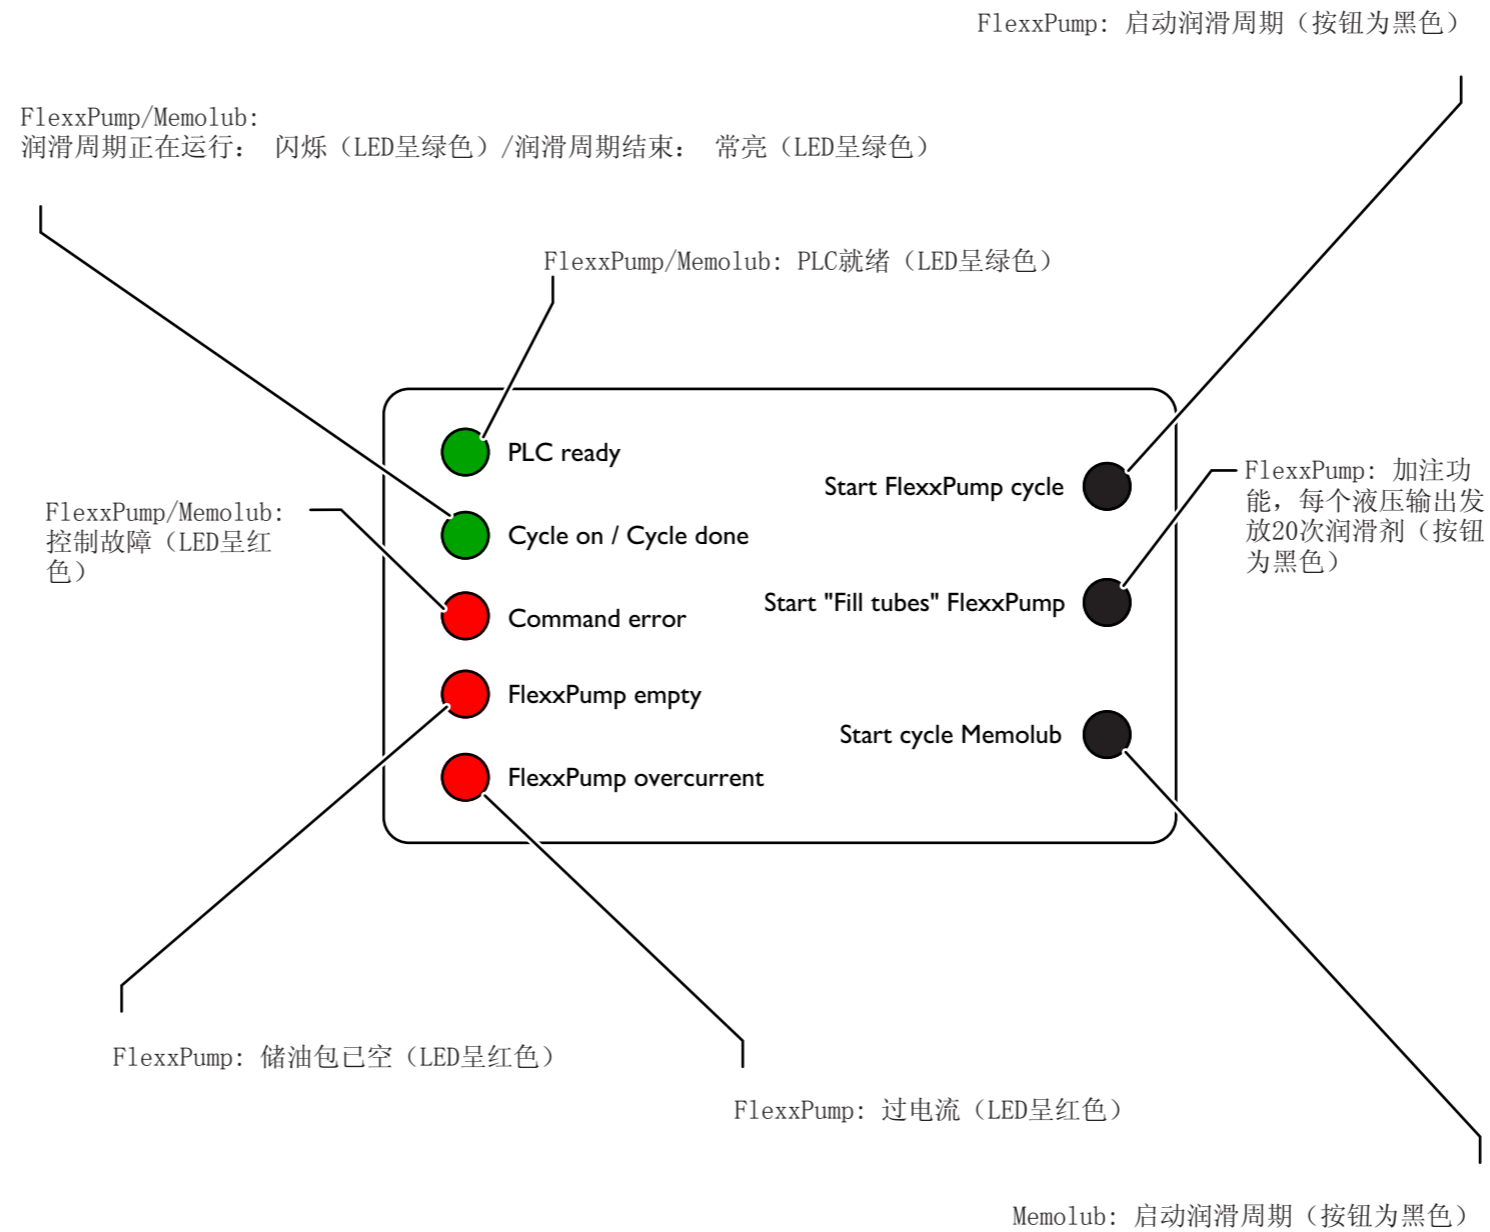 FlexxPump: 启动润滑周期（按钮为黑色）
FlexxPump/Memolub:
润滑周期正在运行： 闪烁（LED呈绿色）/润滑周期结束： 常亮（LED呈绿色）
FlexxPump/Memolub: PLC就绪（LED呈绿色）
PLC ready
Cycle on / Cycle done
Command error
FlexxPump empty
FlexxPump overcurrent
Start FlexxPump cycle
Start "Fill tubes" FlexxPump
Start cycle Memolub
FlexxPump/Memolub:
控制故障（LED呈红
色）
FlexxPump: 加注功
能，每个液压输出发
放20次润滑剂（按钮
为黑色）
FlexxPump: 储油包已空（LED呈红色）
FlexxPump: 过电流（LED呈红色）
Memolub: 启动润滑周期（按钮为黑色）